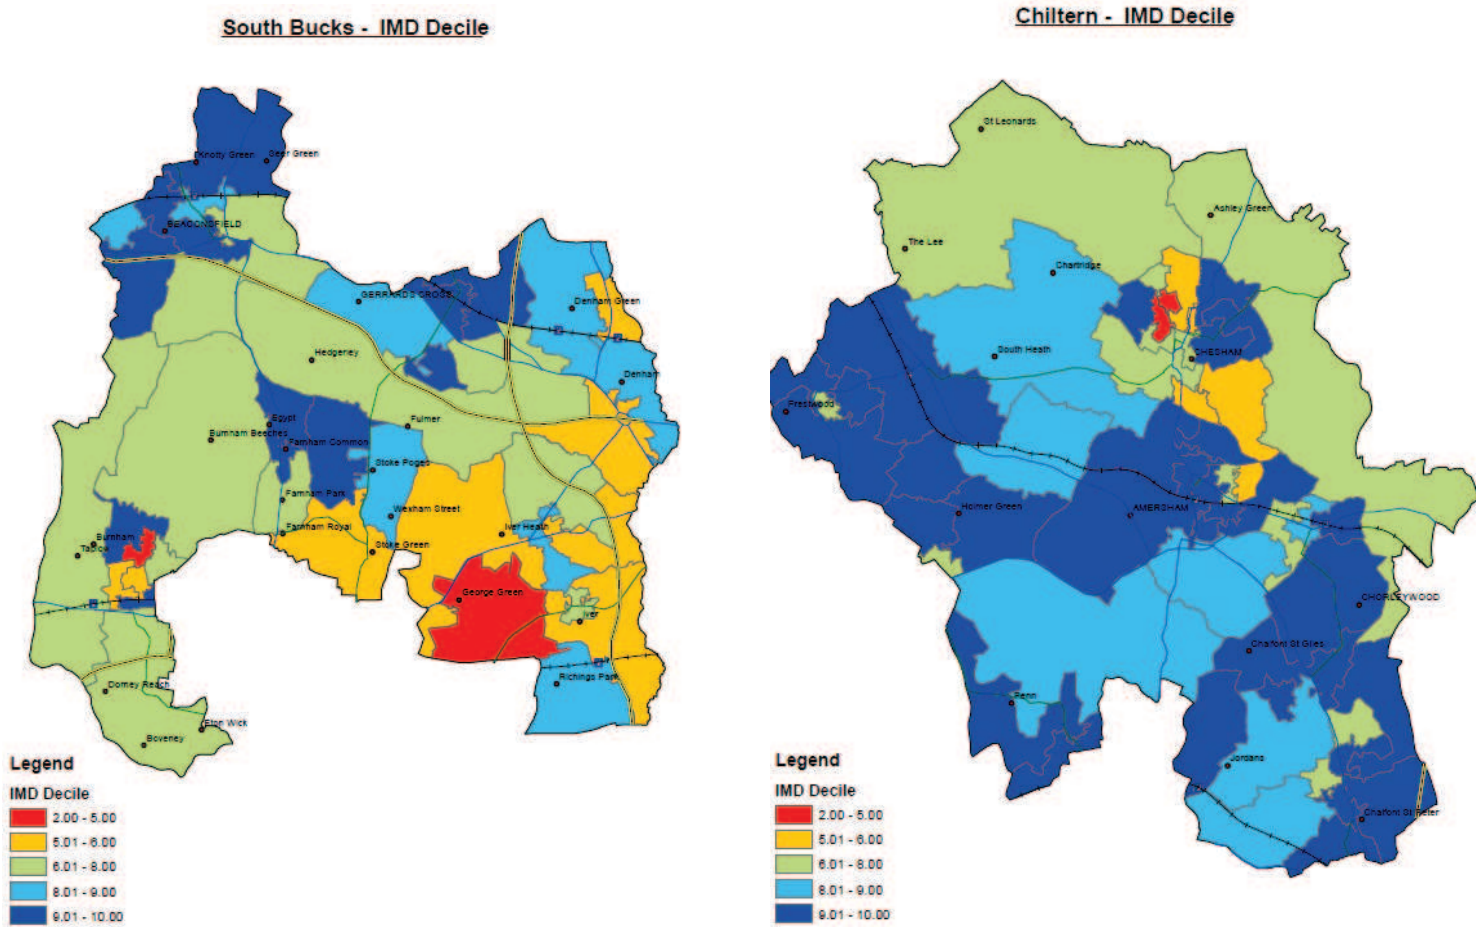 South Bucks - IMD Decile
Knotty Green
Seer Green
BEACONSFIELD
GERRARDS CROSS
Denham Green
Hedgerley
Denham
Egypt
Fulmer
Burnham Beeches
Farnham Common
Stoke Poges
Farnham Park
Wexham Street
Farnham Royal
Iver Heath
Burnham
Taplow
Stoke Green
George Green
Iver
Richings Park
Dorney Reach
Eton Wick
Boveney
Legend
IMD Decile
2.00 - 5.00
5.01 - 6.00
6.01 - 8.00
8.01 - 9.00
9.01 - 10.00
Chiltern - IMD Decile
St Leonards
Ashley Green
The Lee
Chartridge
South Heath
CHESHAM
Prestwood
Holmer Green
AMERSHAM
CHORLEYWOOD
Chalfont St Giles
Penn
Jordans
Chalfont St Peter
Legend
IMD Decile
2.00 - 5.00
5.01 - 6.00
6.01 - 8.00
8.01 - 9.00
9.01 - 10.00